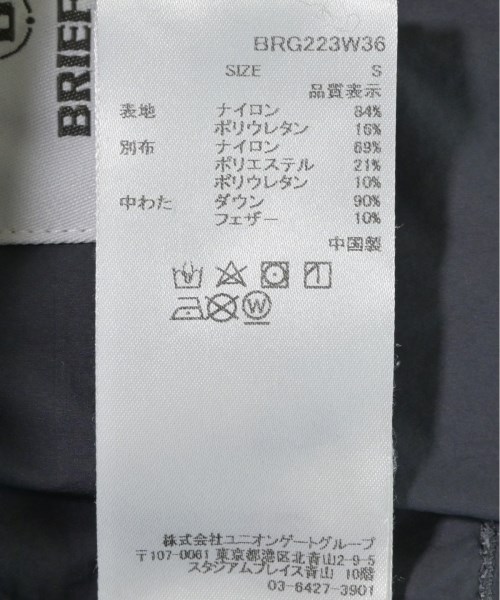 BRIEF
BRG223W36
SIZE S
品質表示
表地 ナイロン 84%
ポリウレタン 16%
別布 ナイロン 69%
ポリエステル 21%
ポリウレタン 10%
中わた ダウン 90%
フェザー 10%
中国製
W
株式会社ユニオンゲートグループ
〒107-0061 東京都港区北青山2-9-5
スタジアムプレイス青山 10階
03-6427-3901